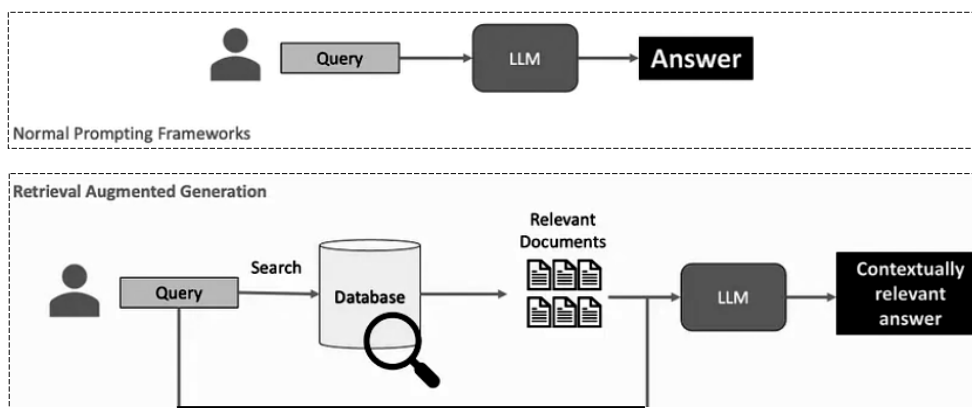 Query
LLM
Answer
Normal Prompting Frameworks
Retrieval Augmented Generation
Query
Search
Database
Relevant
Documents
LLM
Contextually
relevant
answer